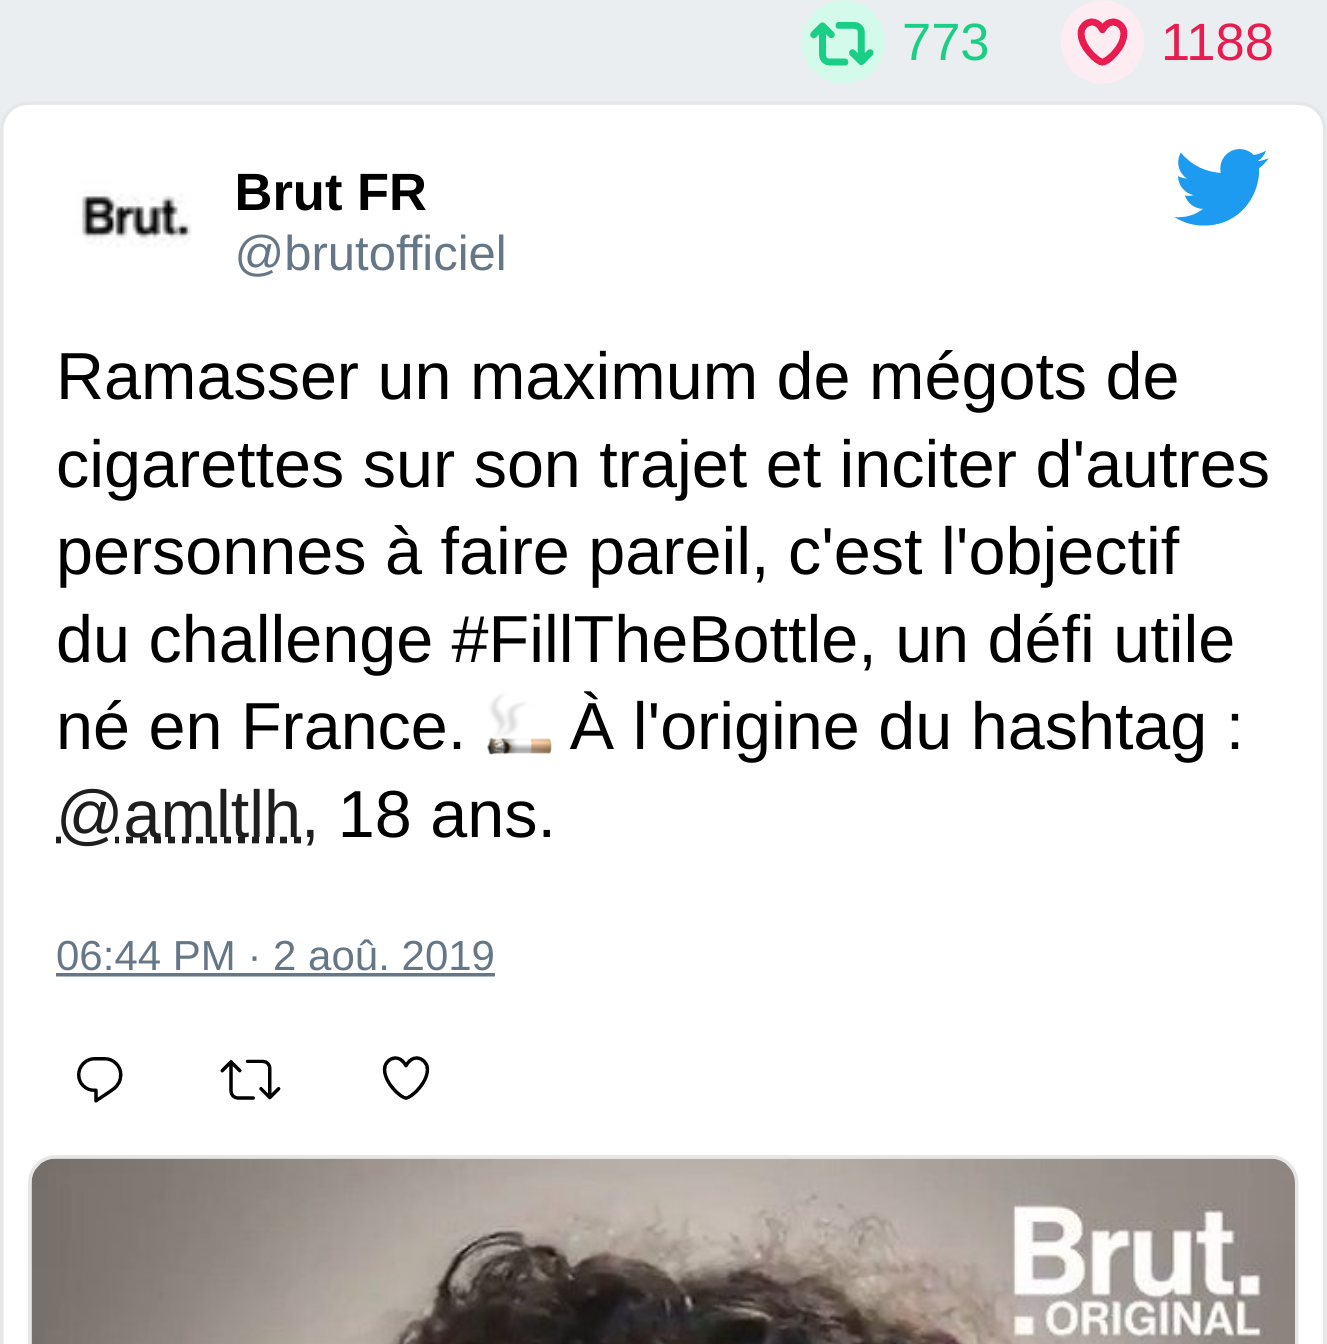 773 1188
Brut.
Brut FR
@brutofficiel
Ramasser un maximum de mégots de
cigarettes sur son trajet et inciter d'autres
personnes à faire pareil, c'est l'objectif
du challenge #FillTheBottle, un défi utile
né en France. 🚬 À l'origine du hashtag :
@amltlh, 18 ans.
06:44 PM · 2 aoû. 2019
Brut.
ORIGINAL